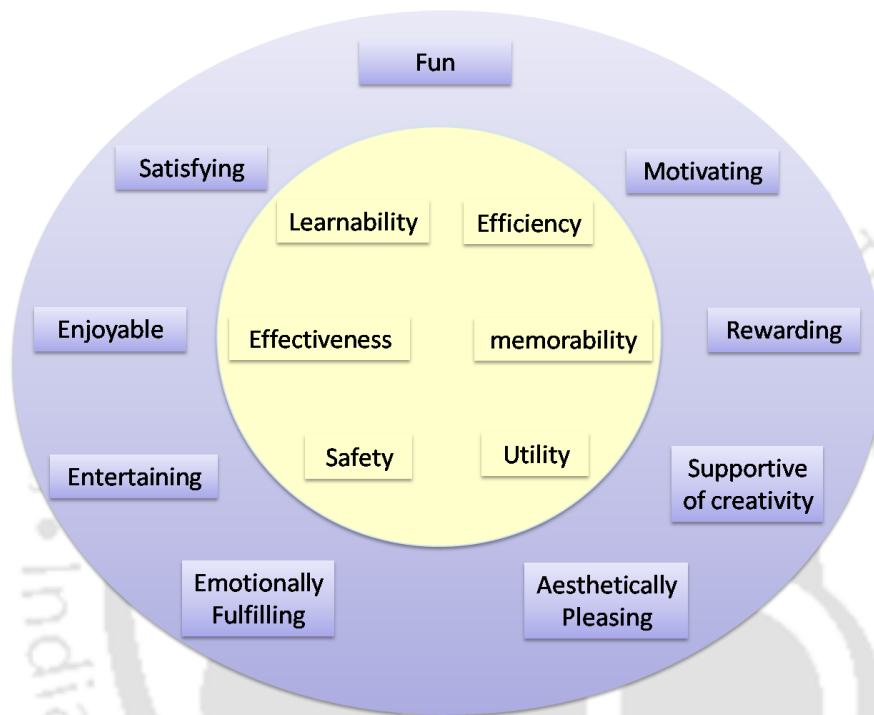 Fun
Satisfying
Motivating
Learnability
Efficiency
Enjoyable
Effectiveness
memorability
Rewarding
Entertaining
Safety
Utility
Supportive
of creativity
Emotionally
Fulfilling
Aesthetically
Pleasing